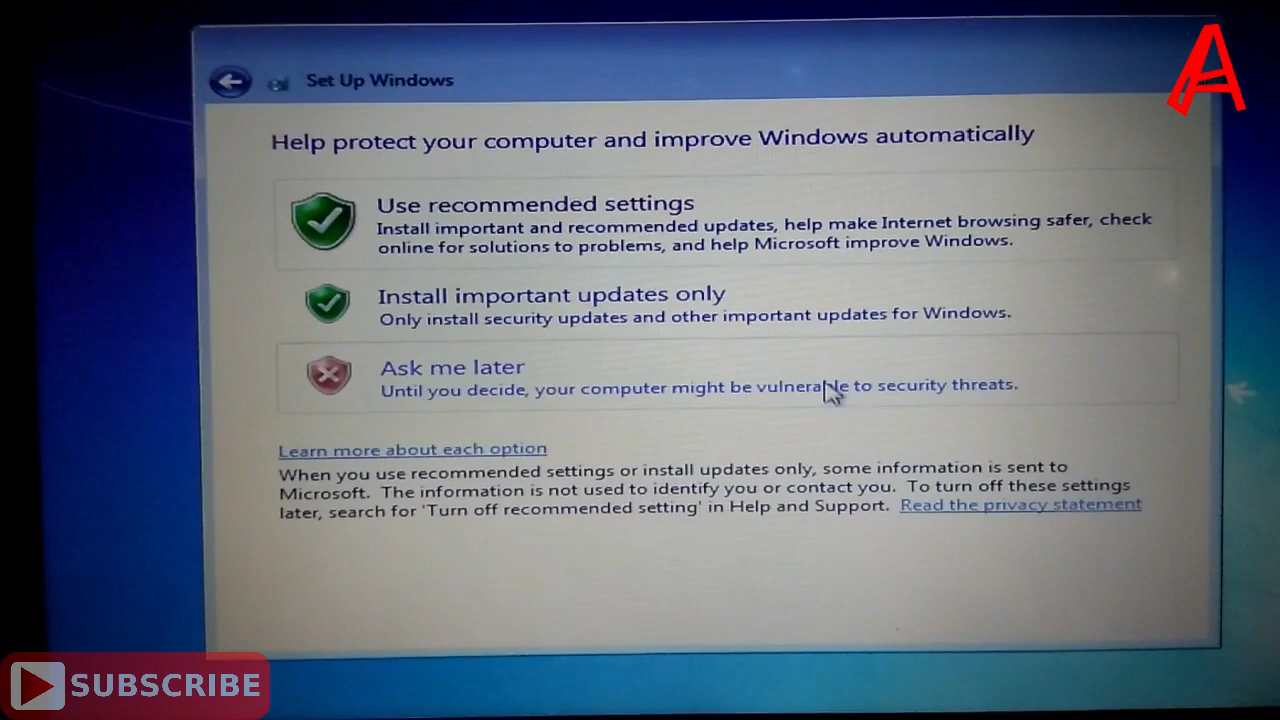 A
Set Up Windows
Help protect your computer and improve Windows automatically
Use recommended settings
Install important and recommended updates, help make Internet browsing safer, check
online for solutions to problems, and help Microsoft improve Windows.
Install important updates only
Only install security updates and other important updates for Windows.
Ask me later
Until you decide, your computer might be vulnerable to security threats.
Learn more about each option
When you use recommended settings or install updates only, some information is sent to
Microsoft. The information is not used to identify you or contact you. To turn off these settings
later, search for 'Turn off recommended setting' in Help and Support. Read the privacy statement
SUBSCRIBE